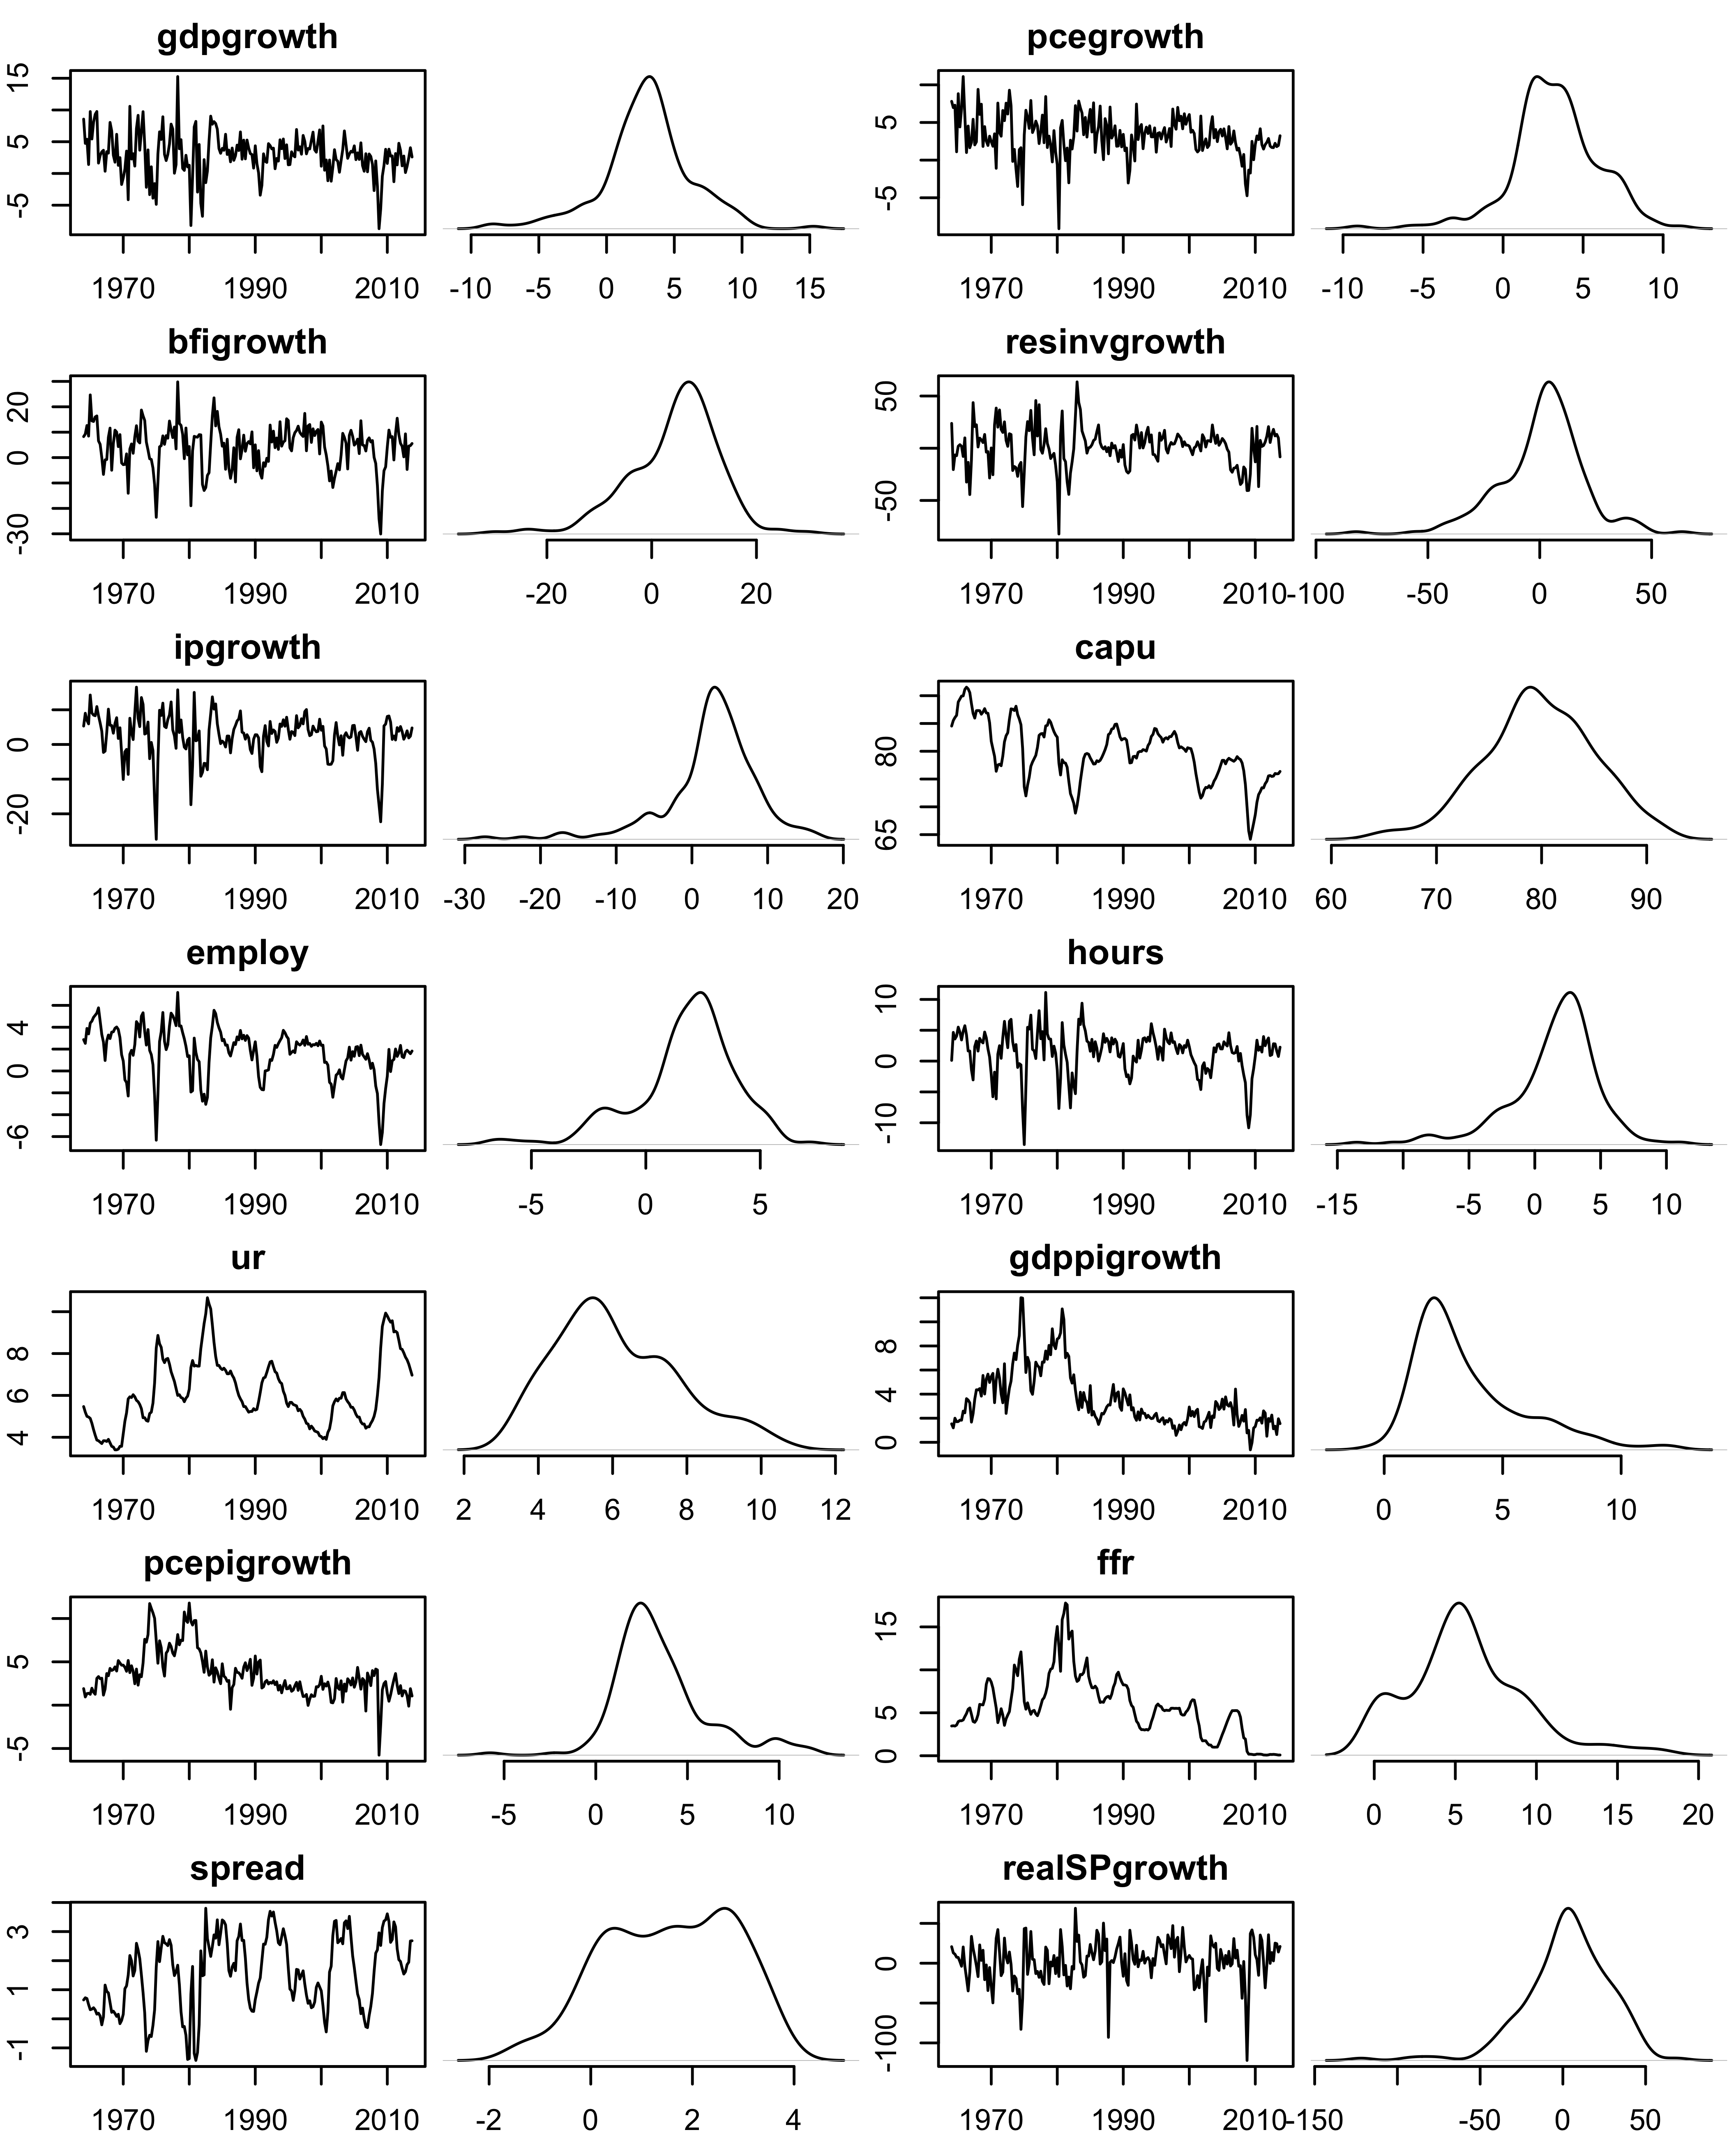 gdpgrowth
15
5
-5
1970 1990 2010
-10 -5 0 5 10 15
pcegrowth
5
-5
1970 1990 2010
-10 -5 0 5 10
bfigrowth
20
0
-30
1970 1990 2010
-20 0 20
resinvgrowth
50
-50
1970 1990 2010
-100 -50 0 50
ipgrowth
0
-20
1970 1990 2010
-30 -20 -10 0 10 20
capu
80
65
1970 1990 2010
60 70 80 90
employ
4
0
-6
1970 1990 2010
-5 0 5
hours
10
0
-10
1970 1990 2010
-15 -5 0 5 10
ur
8
6
4
1970 1990 2010
2 4 6 8 10 12
gdppigrowth
8
4
0
1970 1990 2010
0 5 10
pcepigrowth
5
-5
1970 1990 2010
-5 0 5 10
ffr
15
5
0
1970 1990 2010
0 5 10 15 20
spread
3
1
-1
1970 1990 2010
-2 0 2 4
realSPgrowth
0
-100
1970 1990 2010
-150 -50 0 50